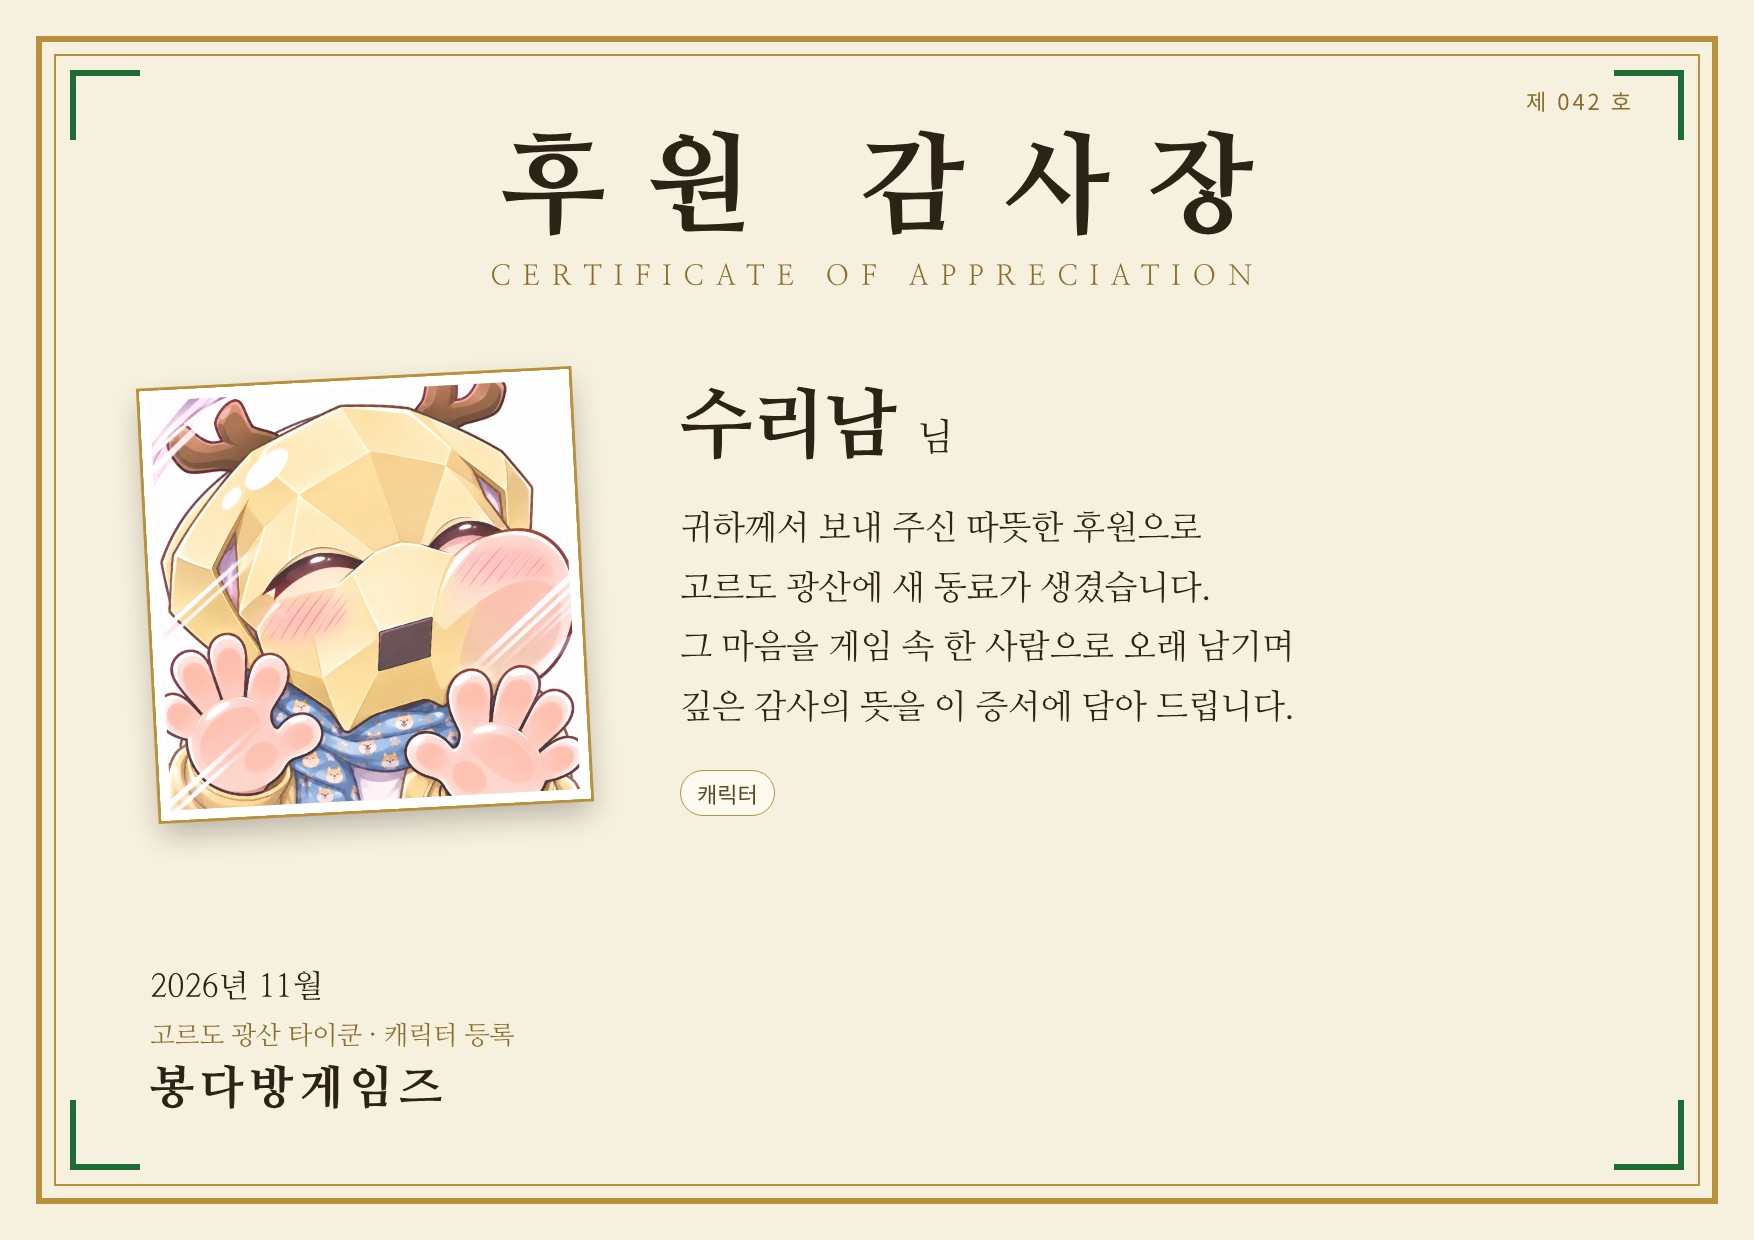 제 042 호
후원 감사장
CERTIFICATE OF APPRECIATION
수리남 님
귀하께서 보내 주신 따뜻한 후원으로
고르도 광산에 새 동료가 생겼습니다.
그 마음을 게임 속 한 사람으로 오래 남기며
깊은 감사의 뜻을 이 증서에 담아 드립니다.
캐릭터
2026년 11월
고르도 광산 타이쿤 · 캐릭터 등록
봉다방게임즈